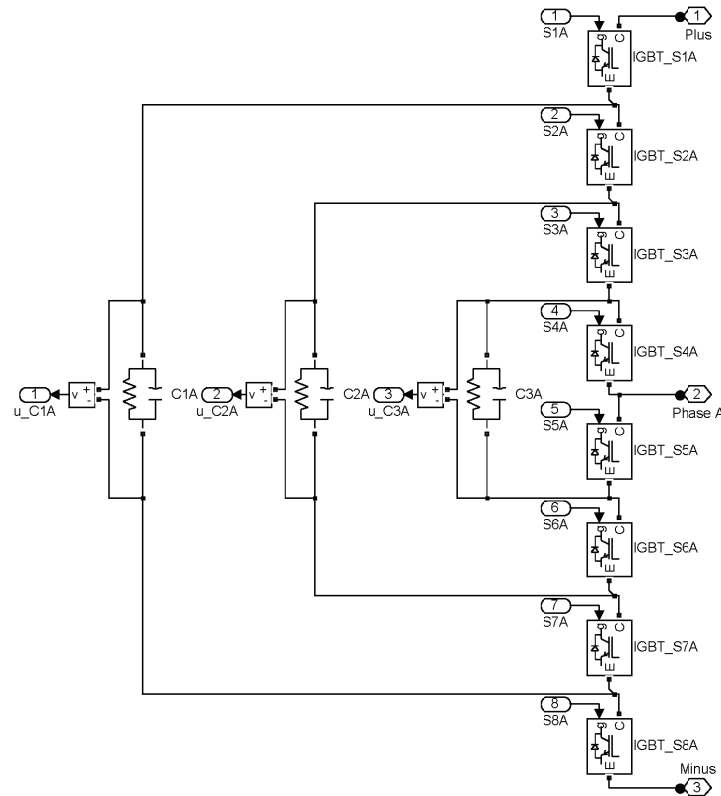 1
S1A
g
C
E
IGBT_S1A
1
Plus
2
S2A
g
C
E
IGBT_S2A
3
S3A
g
C
E
IGBT_S3A
4
S4A
g
C
E
IGBT_S4A
1
u_C1A
v
+
-
C1A
2
u_C2A
v
+
-
C2A
3
u_C3A
v
+
-
C3A
2
Phase A
5
S5A
g
C
E
IGBT_S5A
6
S6A
g
C
E
IGBT_S6A
7
S7A
g
C
E
IGBT_S7A
8
S8A
g
C
E
IGBT_S8A
Minus
3